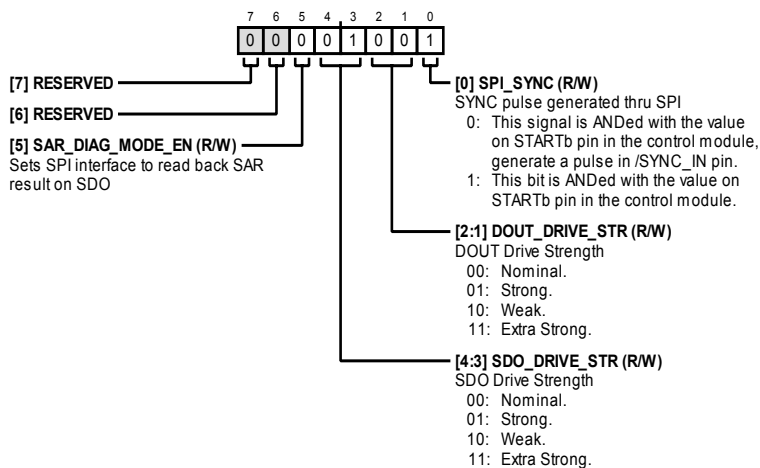 7 6 5 4 3 2 1 0
0 0 0 0 1 0 0 1
[7] RESERVED
[6] RESERVED
[5] SAR_DIAG_MODE_EN (R/W)
Sets SPI interface to read back SAR
result on SDO
[0] SPI_SYNC (R/W)
SYNC pulse generated thru SPI
0: This signal is ANDed with the value
on STARTb pin in the control module,
generate a pulse in /SYNC_IN pin.
1: This bit is ANDed with the value on
STARTb pin in the control module.
[2:1] DOUT_DRIVE_STR (R/W)
DOUT Drive Strength
00: Nominal.
01: Strong.
10: Weak.
11: Extra Strong.
[4:3] SDO_DRIVE_STR (R/W)
SDO Drive Strength
00: Nominal.
01: Strong.
10: Weak.
11: Extra Strong.